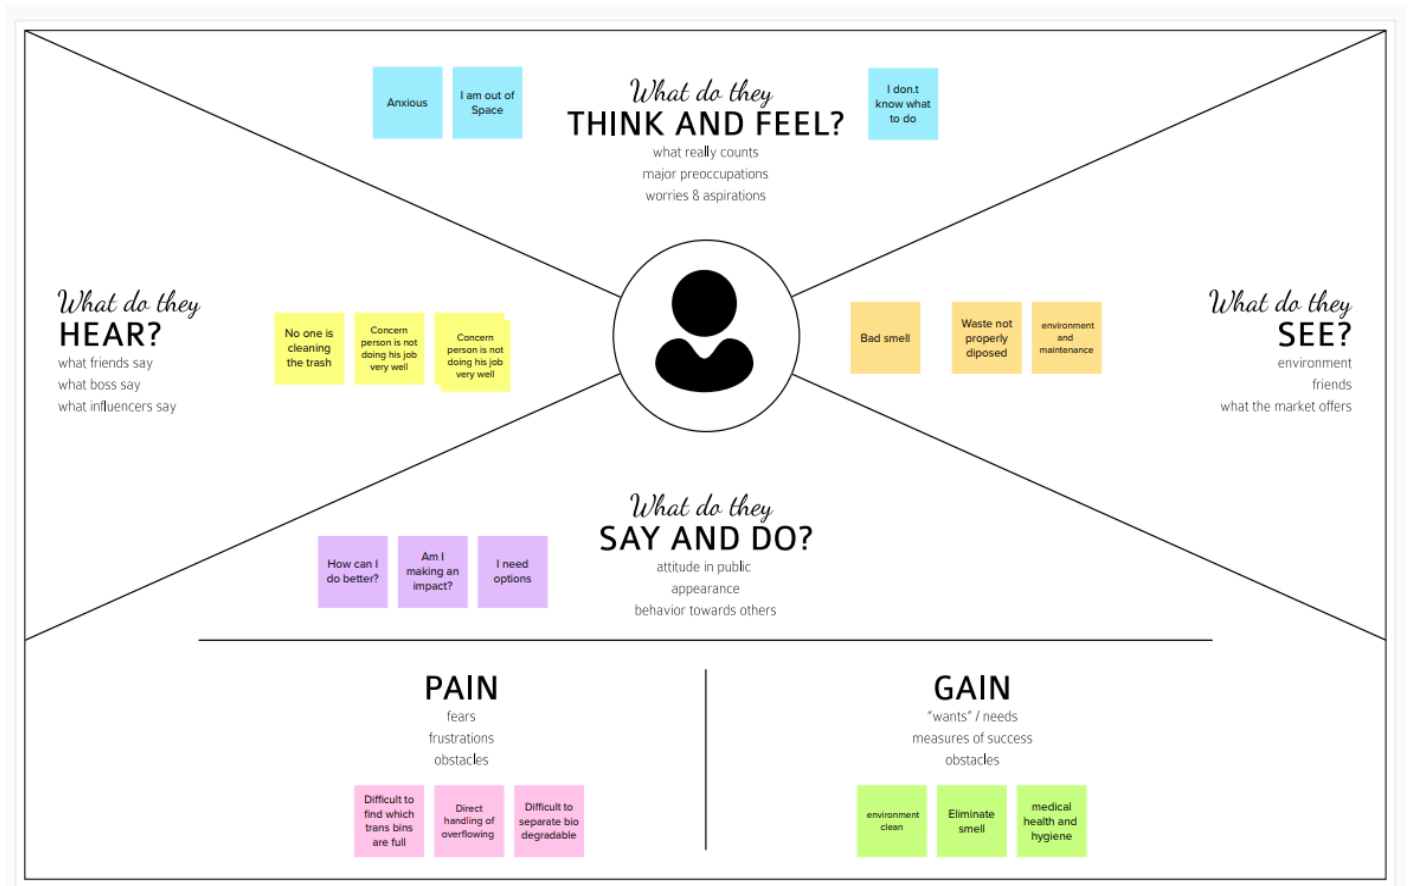 Anxious
I am out of
Space
What do they
THINK AND FEEL?
what really counts
major preoccupations
worries & aspirations
I don.t
know what
to do
What do they
HEAR?
what friends say
what boss say
what influencers say
No one is
cleaning
the trash
Concern
person is not
doing his job
very well
Concern
person is not
doing his job
very well
Bad smell
Waste not
properly
diposed
environment
and
maintenance
What do they
SEE?
environment
friends
what the market offers
What do they
SAY AND DO?
attitude in public
appearance
behavior towards others
How can I
do better?
Am I
making an
impact?
I need
options
PAIN
fears
frustrations
obstacles
Difficult to
find which
trans bins
are full
Direct
handling of
overflowing
Difficult to
separate bio
degradable
GAIN
“wants” / needs
measures of success
obstacles
environment
clean
Eliminate
smell
medical
health and
hygiene